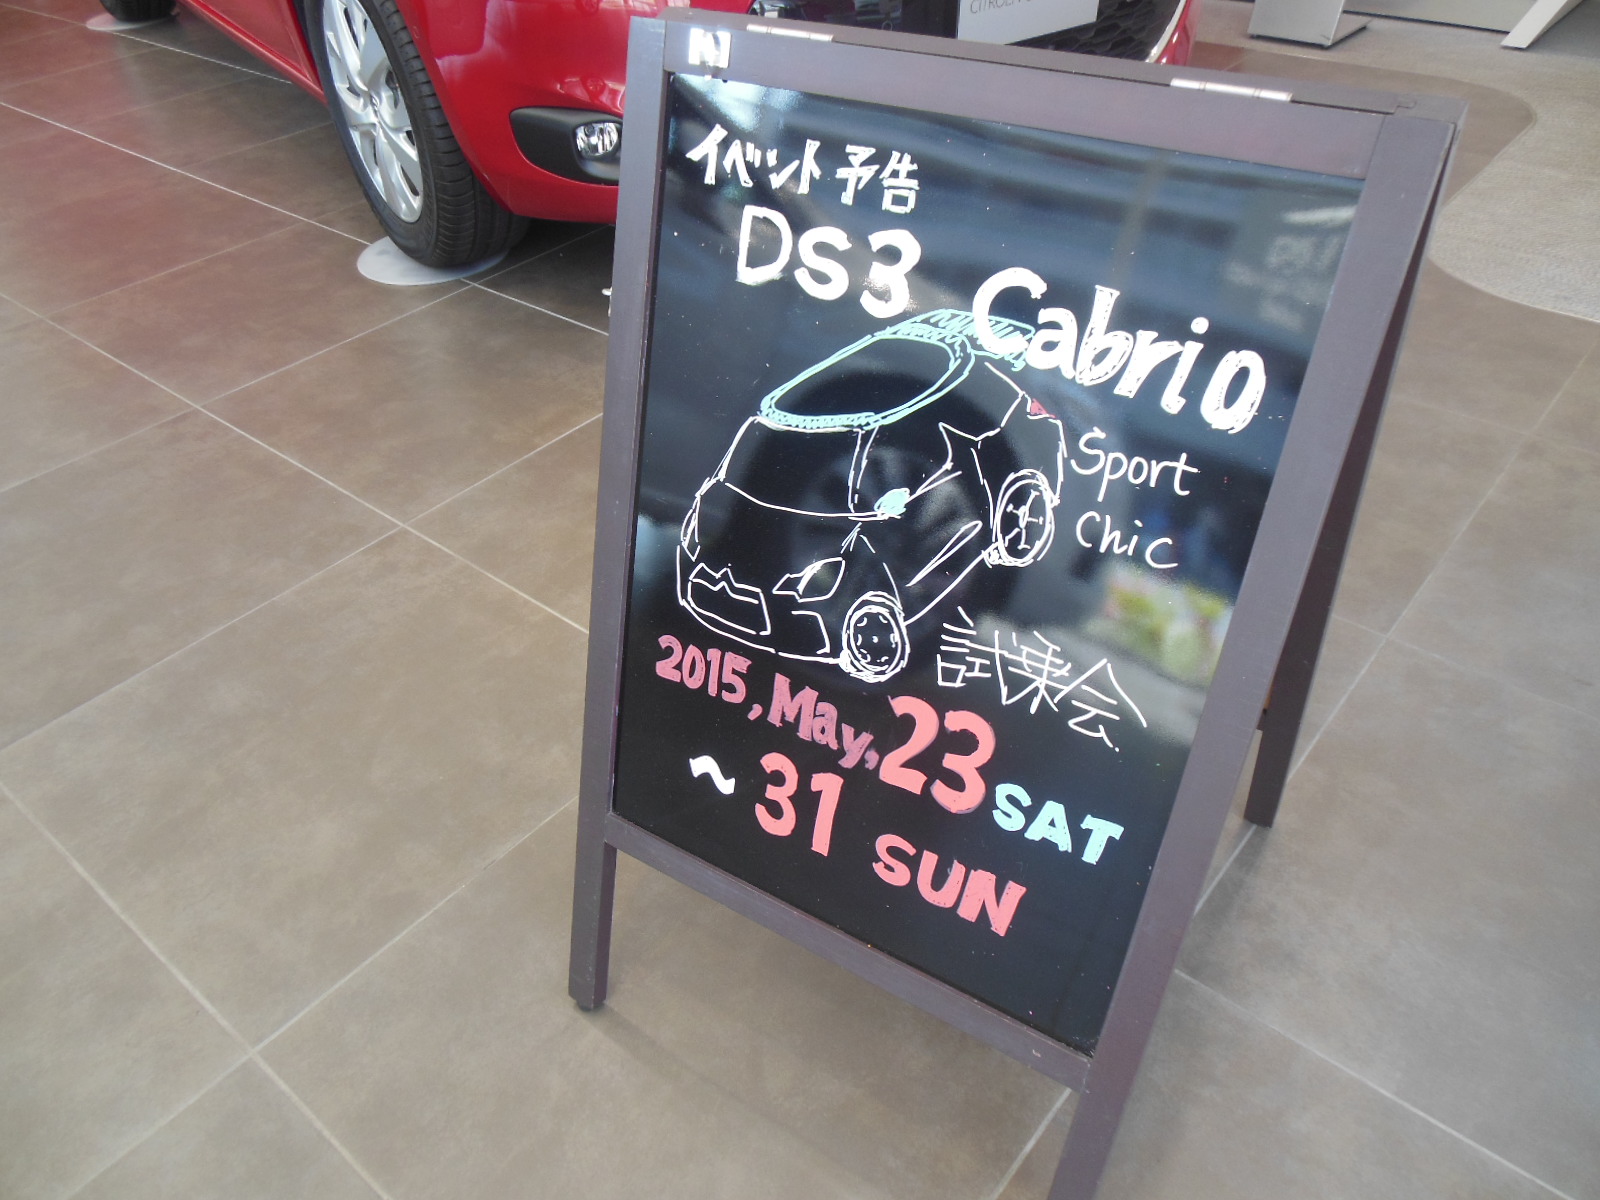 イベント予告
DS3 Cabrio
Sport
Chic
試乗会
2015, May, 23 SAT
～31 SUN